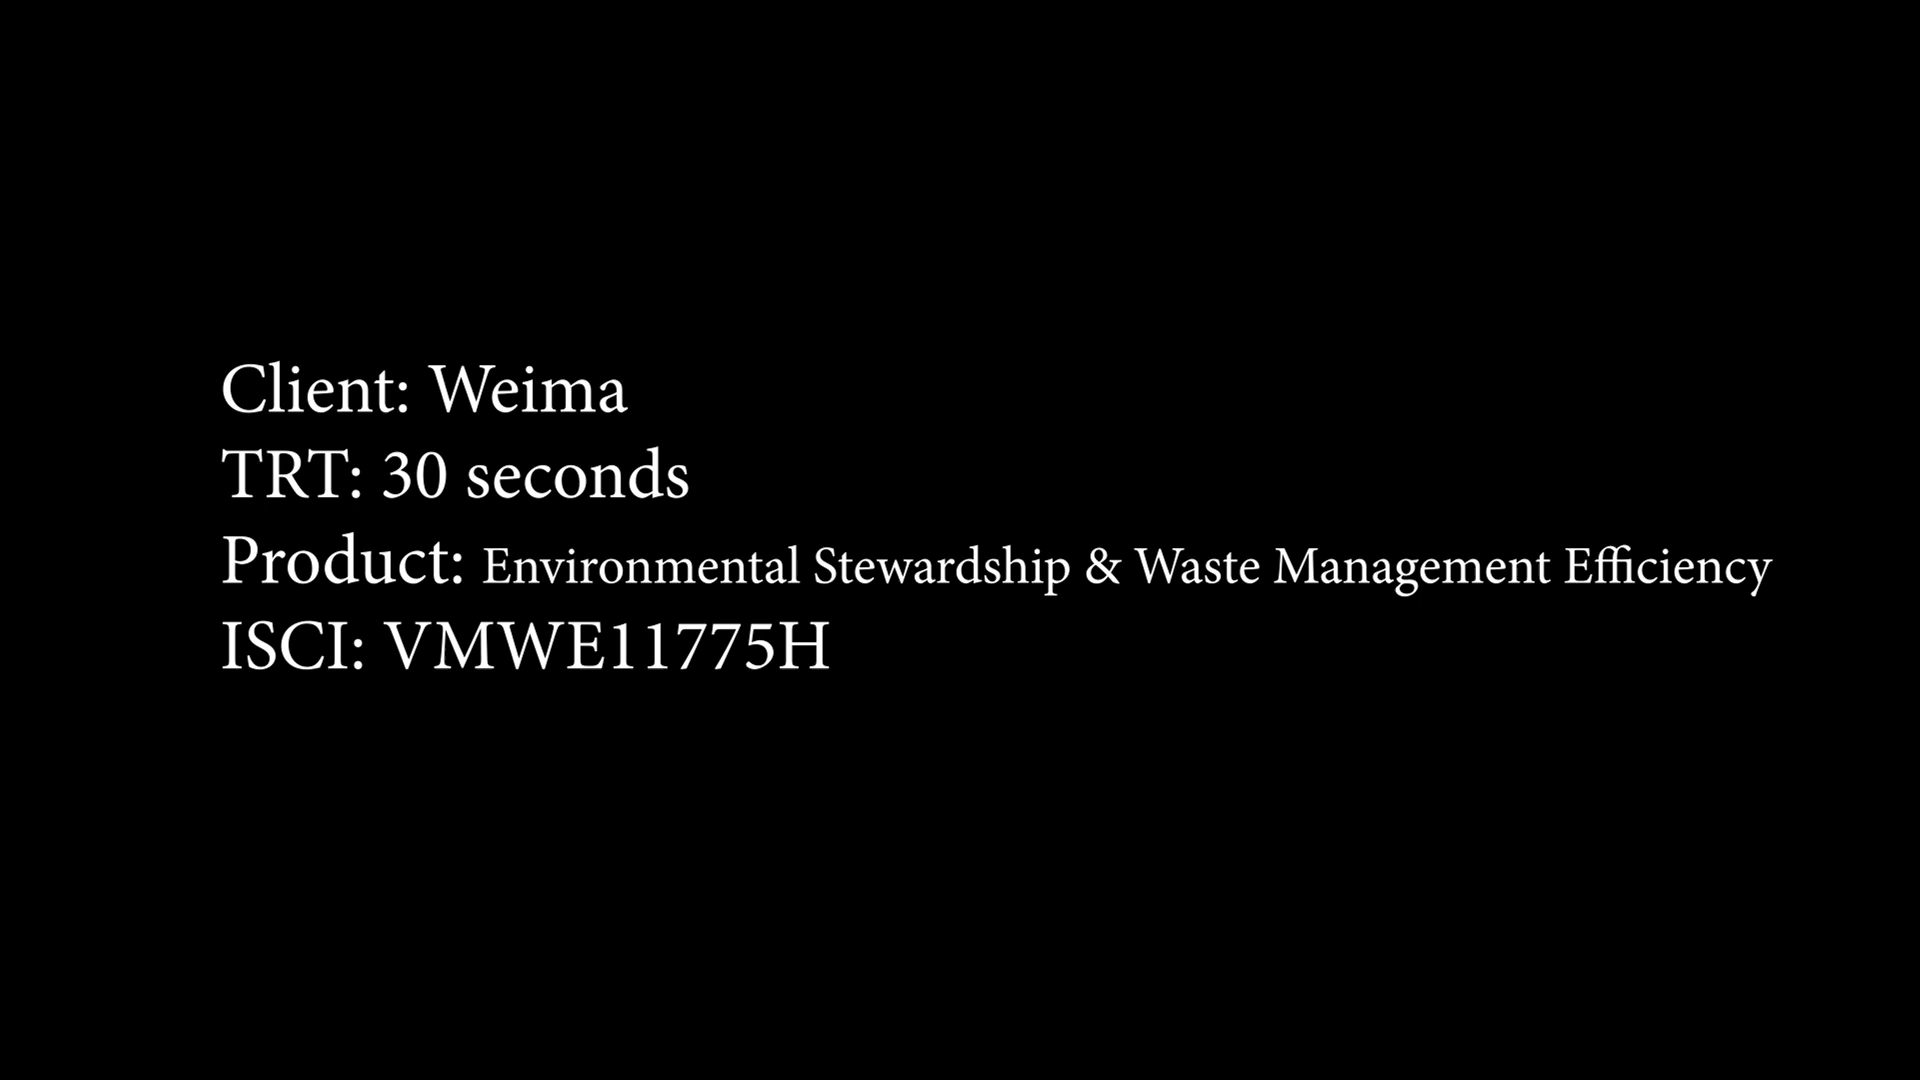 Client: Weima
TRT: 30 seconds
Product: Environmental Stewardship & Waste Management Efficiency
ISCI: VMWE11775H